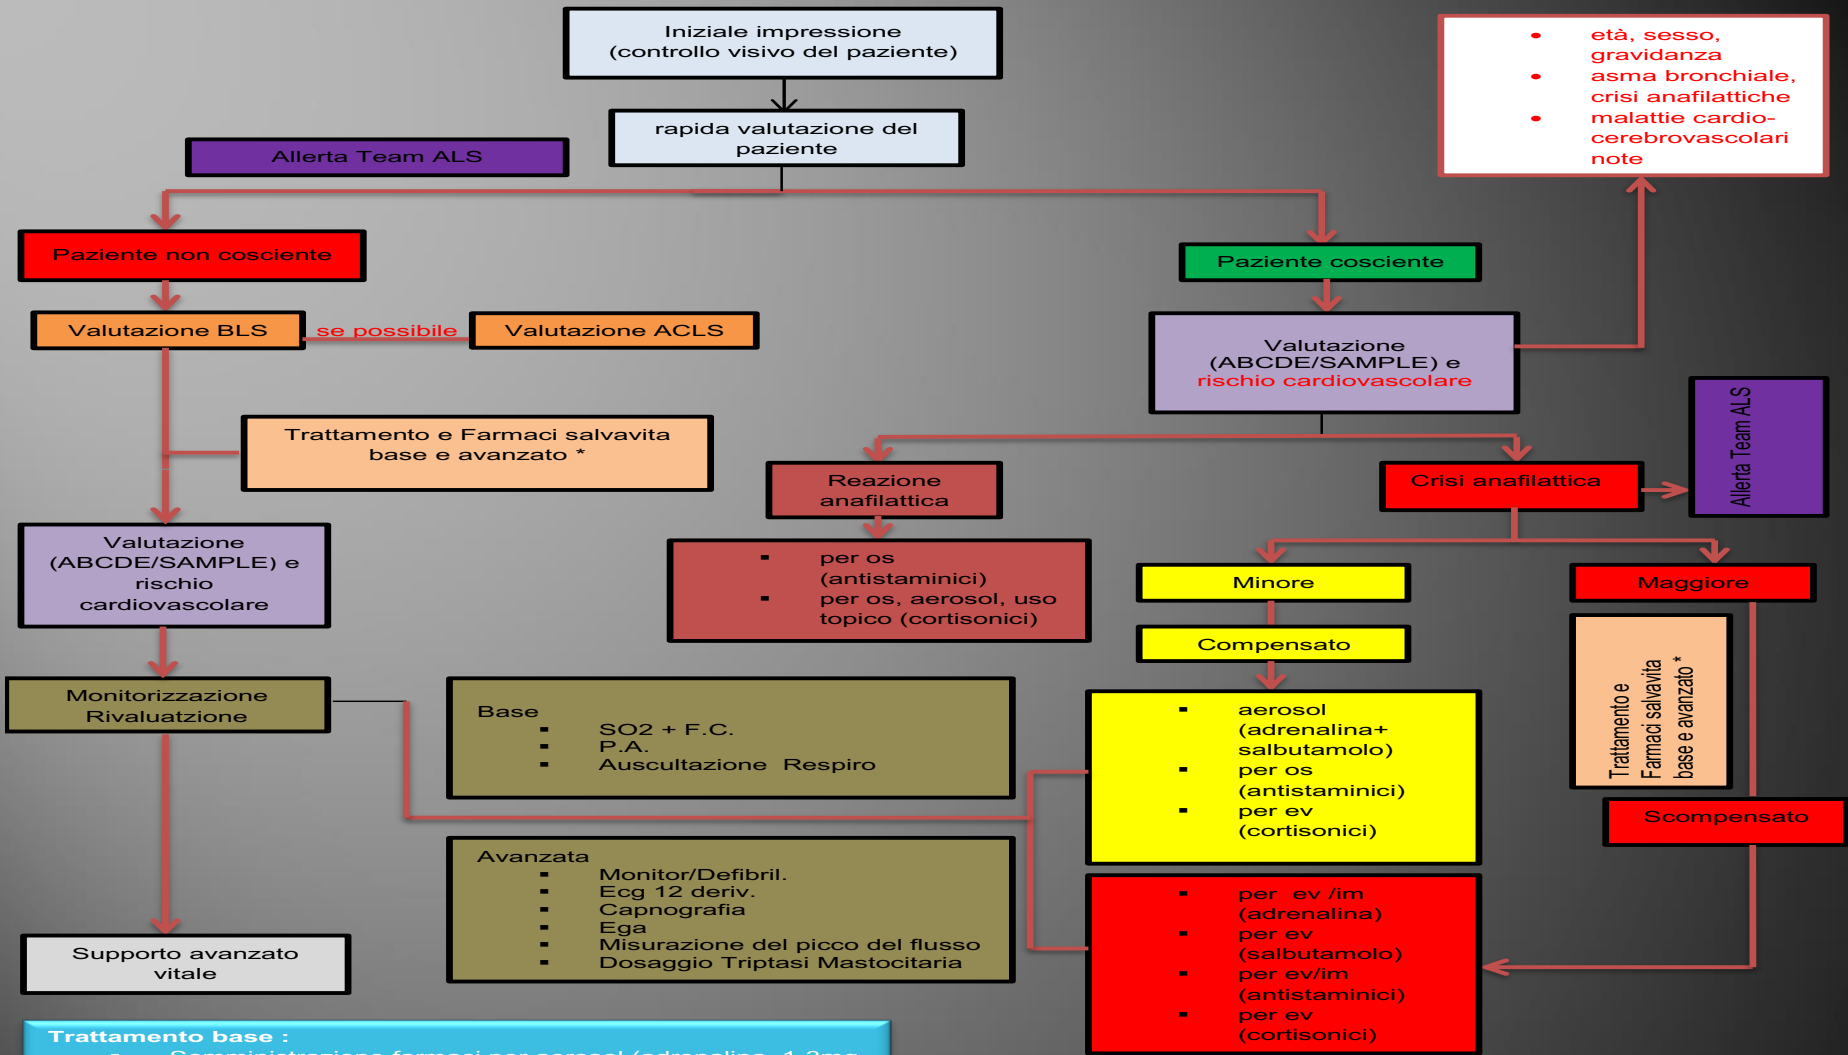 Iniziale impressione
(controllo visivo del paziente)
rapida valutazione del
paziente
Allerta Team ALS
• età, sesso,
gravidanza
• asma bronchiale,
crisi anafilattiche
• malattie cardio-
cerebrovascolari
note
Paziente non cosciente
Paziente cosciente
Valutazione BLS
se possibile
Valutazione ACLS
Valutazione
(ABCDE/SAMPLE) e
rischio cardiovascolare
Trattamento e Farmaci salvavita
base e avanzato *
Reazione
anafilattica
Crisi anafilattica
Allerta Team ALS
Valutazione
(ABCDE/SAMPLE) e
rischio
cardiovascolare
▪ per os
(antistaminici)
▪ per os, aerosol, uso
topico (cortisonici)
Minore
Maggiore
Compensato
Trattamento e
Farmaci salvavita
base e avanzato *
Monitorizzazione
Rivaluatzione
Base
▪ SO2 + F.C.
▪ P.A.
▪ Auscultazione Respiro
▪ aerosol
(adrenalina+
salbutamolo)
▪ per os
(antistaminici)
▪ per ev
(cortisonici)
Scompensato
Avanzata
▪ Monitor/Defibril.
▪ Ecg 12 deriv.
▪ Capnografia
▪ Ega
▪ Misurazione del picco del flusso
▪ Dosaggio Triptasi Mastocitaria
▪ per ev /im
(adrenalina)
▪ per ev
(salbutamolo)
▪ per ev/im
(antistaminici)
▪ per ev
(cortisonici)
Supporto avanzato
vitale
Trattamento base :
Somministrazione farmaci per aerosol (adrenalina